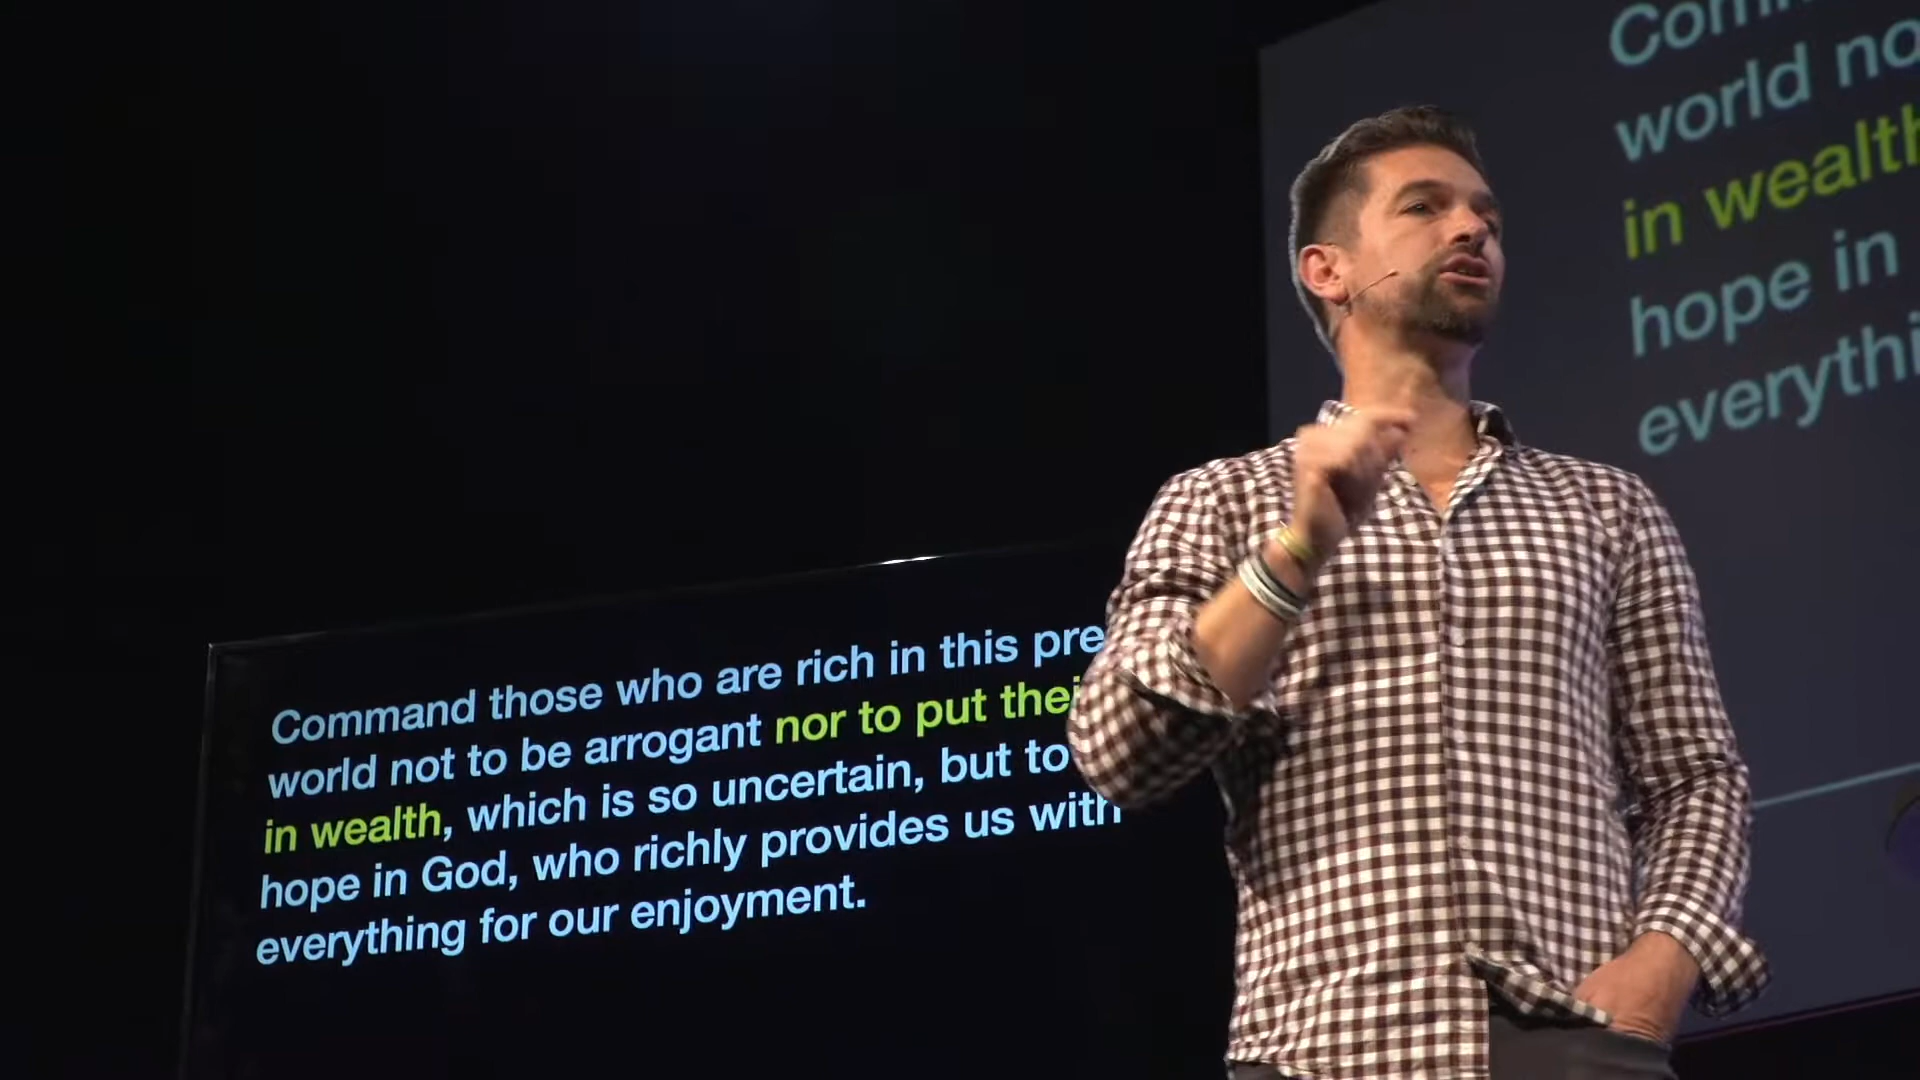 Command those who are rich in this pre
world not to be arrogant nor to put thei
in wealth, which is so uncertain, but to
hope in God, who richly provides us with
everything for our enjoyment.
Com
world no
in wealth
hope in
everythi